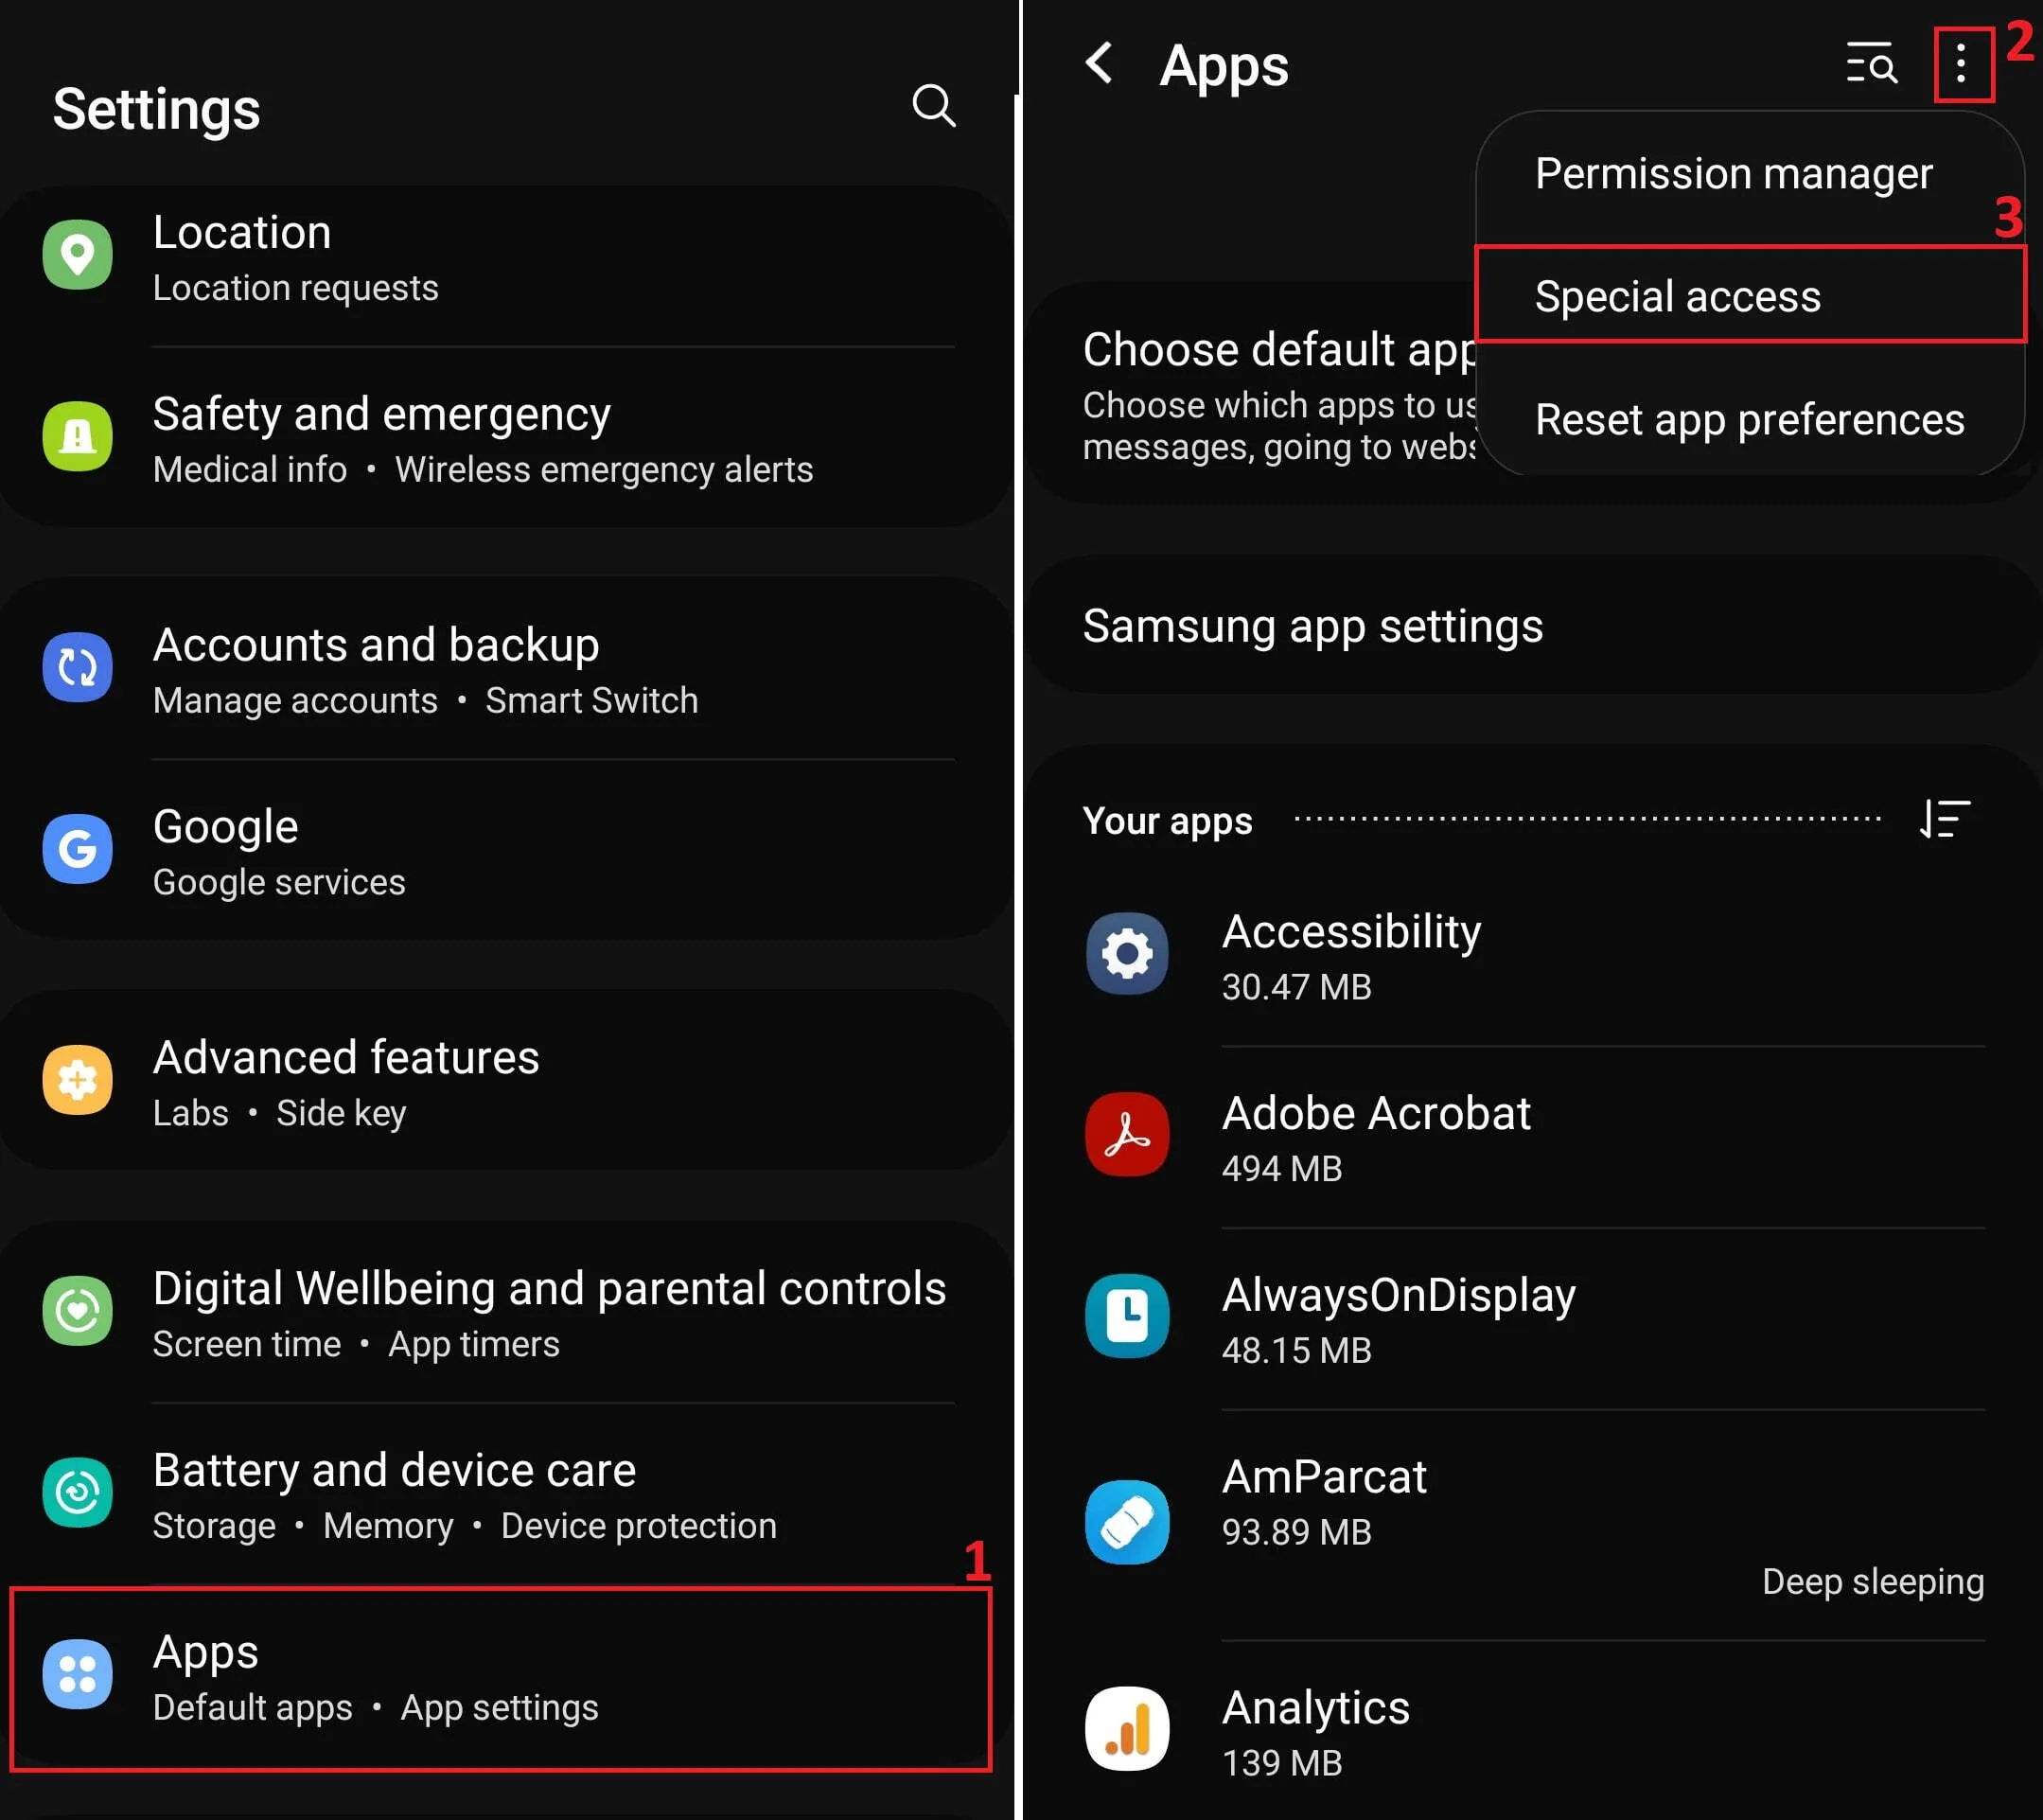 Settings
Location
Location requests
Safety and emergency
Medical info • Wireless emergency alerts
Accounts and backup
Manage accounts • Smart Switch
Google
Google services
Advanced features
Labs • Side key
Digital Wellbeing and parental controls
Screen time • App timers
Battery and device care
Storage • Memory • Device protection
1
Apps
Default apps • App settings
Apps
2
Permission manager
3
Special access
Reset app preferences
Choose default app
Choose which apps to us
messages, going to webs
Samsung app settings
Your apps
Accessibility
30.47 MB
Adobe Acrobat
494 MB
AlwaysOnDisplay
48.15 MB
AmParcat
93.89 MB
Deep sleeping
Analytics
139 MB